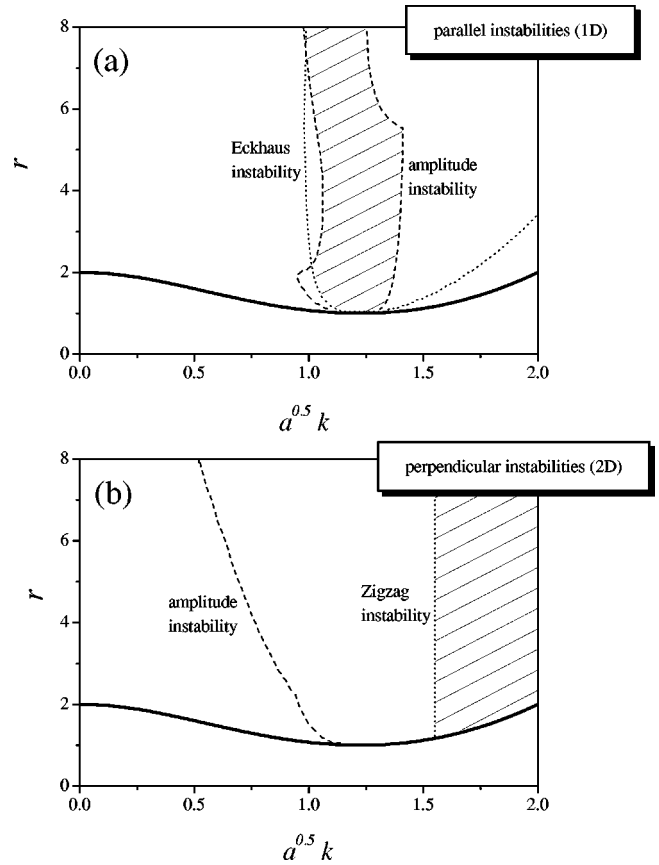 parallel instabilities (1D)
(a)
8
6
4
2
0
r
Eckhaus
instability
amplitude
instability
0.0 0.5 1.0 1.5 2.0
a^0.5 k
perpendicular instabilities (2D)
(b)
8
6
4
2
0
r
amplitude
instability
Zigzag
instability
0.0 0.5 1.0 1.5 2.0
a^0.5 k